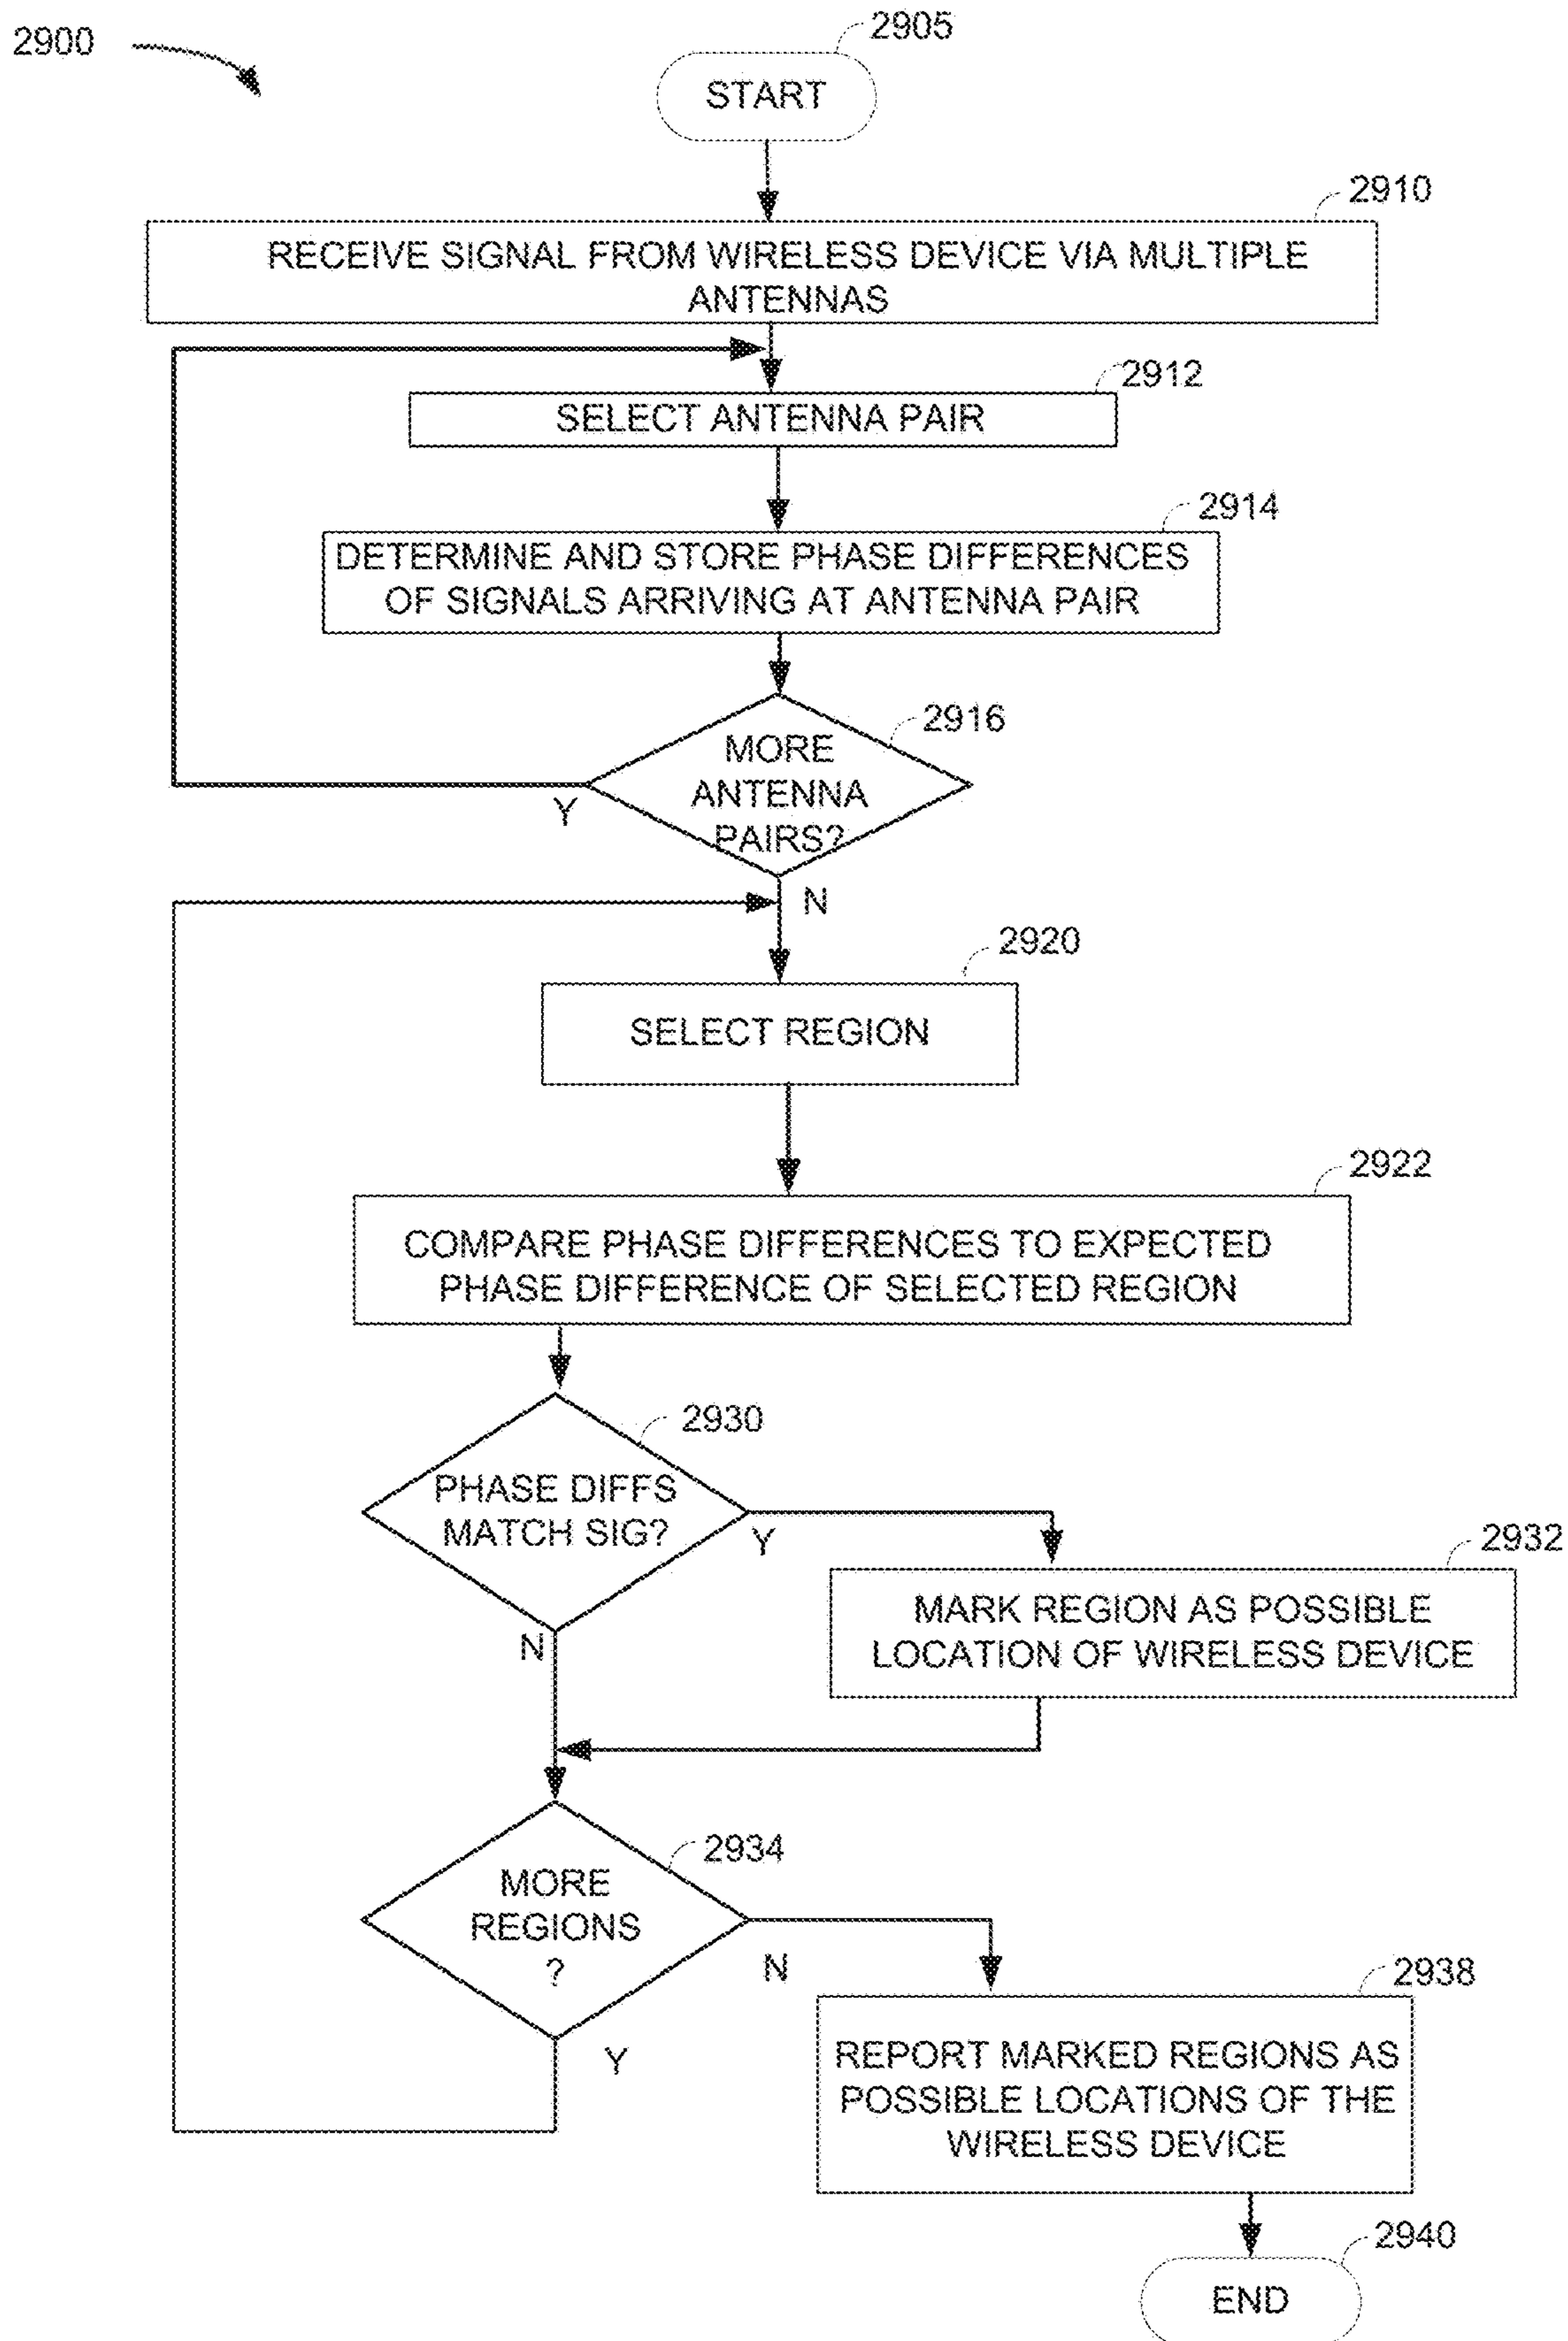 2900
2905
START
2910
RECEIVE SIGNAL FROM WIRELESS DEVICE VIA MULTIPLE
ANTENNAS
2912
SELECT ANTENNA PAIR
2914
DETERMINE AND STORE PHASE DIFFERENCES
OF SIGNALS ARRIVING AT ANTENNA PAIR
2916
MORE
ANTENNA
PAIRS?
Y
N
2920
SELECT REGION
2922
COMPARE PHASE DIFFERENCES TO EXPECTED
PHASE DIFFERENCE OF SELECTED REGION
2930
PHASE DIFFS
MATCH SIG?
Y
N
2932
MARK REGION AS POSSIBLE
LOCATION OF WIRELESS DEVICE
2934
MORE
REGIONS
?
N
Y
2938
REPORT MARKED REGIONS AS
POSSIBLE LOCATIONS OF THE
WIRELESS DEVICE
2940
END